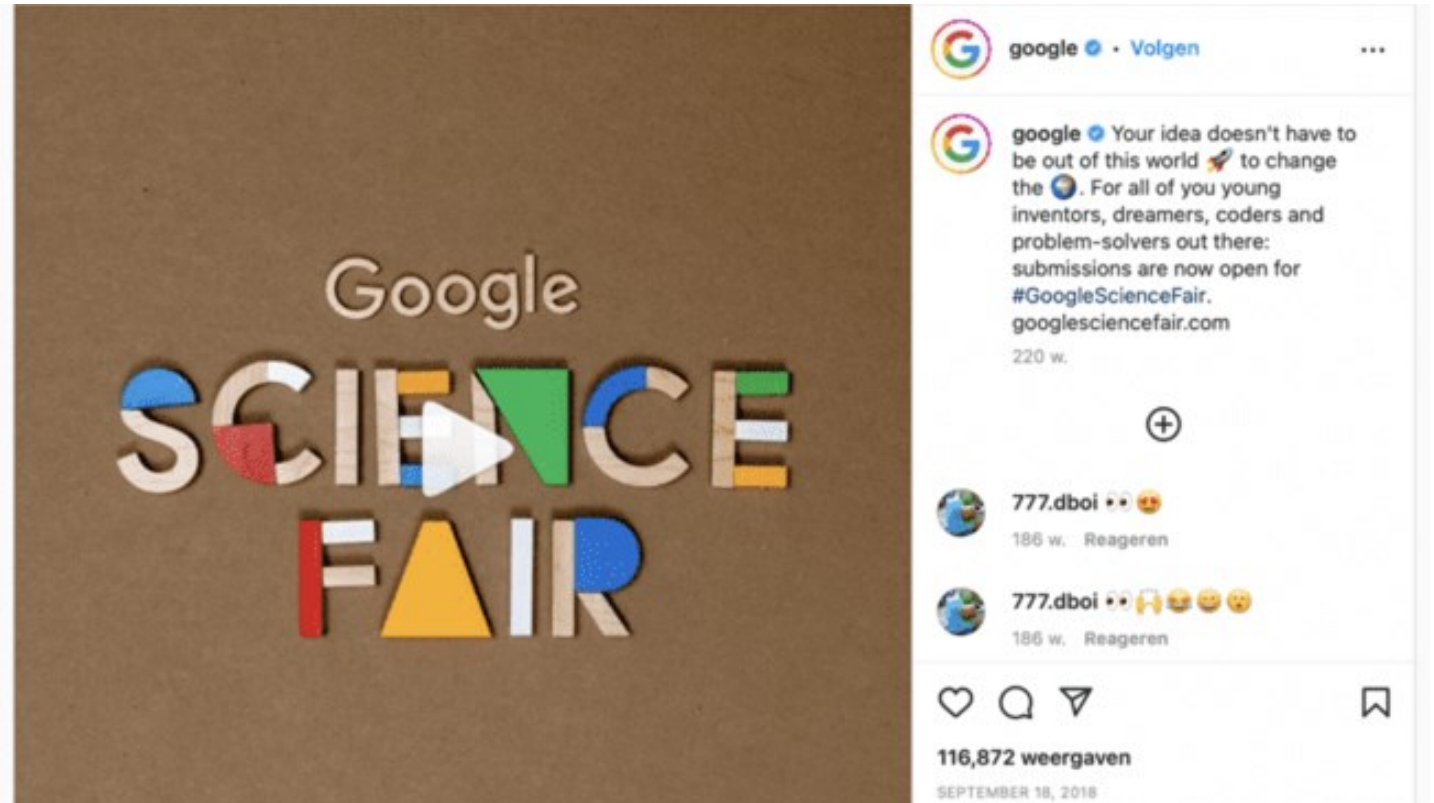 Google
SCIENCE
FAIR
google • Volgen
google Your idea doesn't have to
be out of this world 🚀 to change
the 🌍. For all of you young
inventors, dreamers, coders and
problem-solvers out there:
submissions are now open for
#GoogleScienceFair.
googlesciencefair.com
220 w.
777.dboi 👀😍
186 w. Reageren
777.dboi 👀🙌😂😄😮
186 w. Reageren
116,872 weergaven
SEPTEMBER 18, 2018